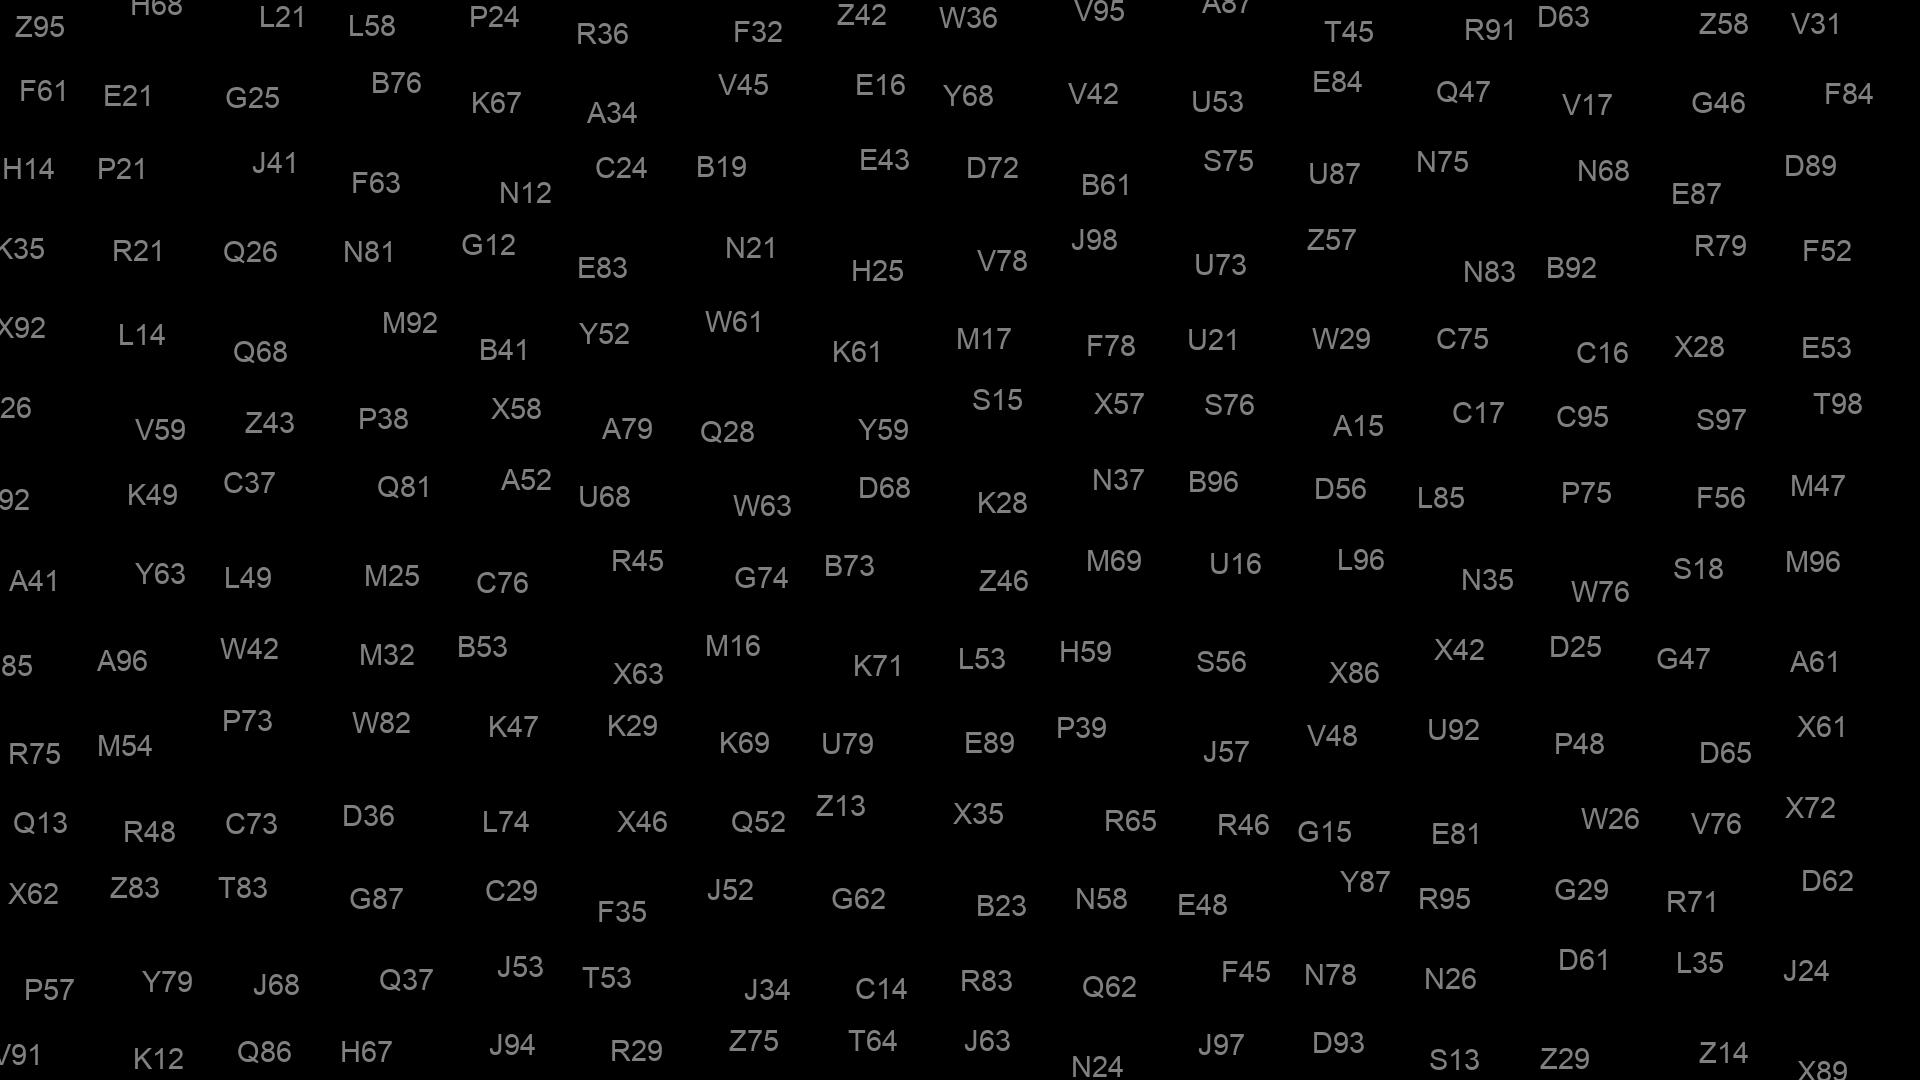 Z95 H68 L21 L58 P24 R36 F32 Z42 W36 V95 A87 T45 R91 D63 Z58 V31
F61 E21 G25 B76 K67 A34 V45 E16 Y68 V42 U53 E84 Q47 V17 G46 F84
H14 P21 J41 F63 N12 C24 B19 E43 D72 B61 S75 U87 N75 N68 E87 D89
K35 R21 Q26 N81 G12 E83 N21 H25 V78 J98 U73 Z57 N83 B92 R79 F52
X92 L14 Q68 M92 B41 Y52 W61 K61 M17 F78 U21 W29 C75 C16 X28 E53
26 V59 Z43 P38 X58 A79 Q28 Y59 S15 X57 S76 A15 C17 C95 S97 T98
92 K49 C37 Q81 A52 U68 W63 D68 K28 N37 B96 D56 L85 P75 F56 M47
A41 Y63 L49 M25 C76 R45 G74 B73 Z46 M69 U16 L96 N35 W76 S18 M96
85 A96 W42 M32 B53 X63 M16 K71 L53 H59 S56 X86 X42 D25 G47 A61
R75 M54 P73 W82 K47 K29 K69 U79 E89 P39 J57 V48 U92 P48 D65 X61
Q13 R48 C73 D36 L74 X46 Q52 Z13 X35 R65 R46 G15 E81 W26 V76 X72
X62 Z83 T83 G87 C29 F35 J52 G62 B23 N58 E48 Y87 R95 G29 R71 D62
P57 Y79 J68 Q37 J53 T53 J34 C14 R83 Q62 F45 N78 N26 D61 L35 J24
V91 K12 Q86 H67 J94 R29 Z75 T64 J63 N24 J97 D93 S13 Z29 Z14 X89